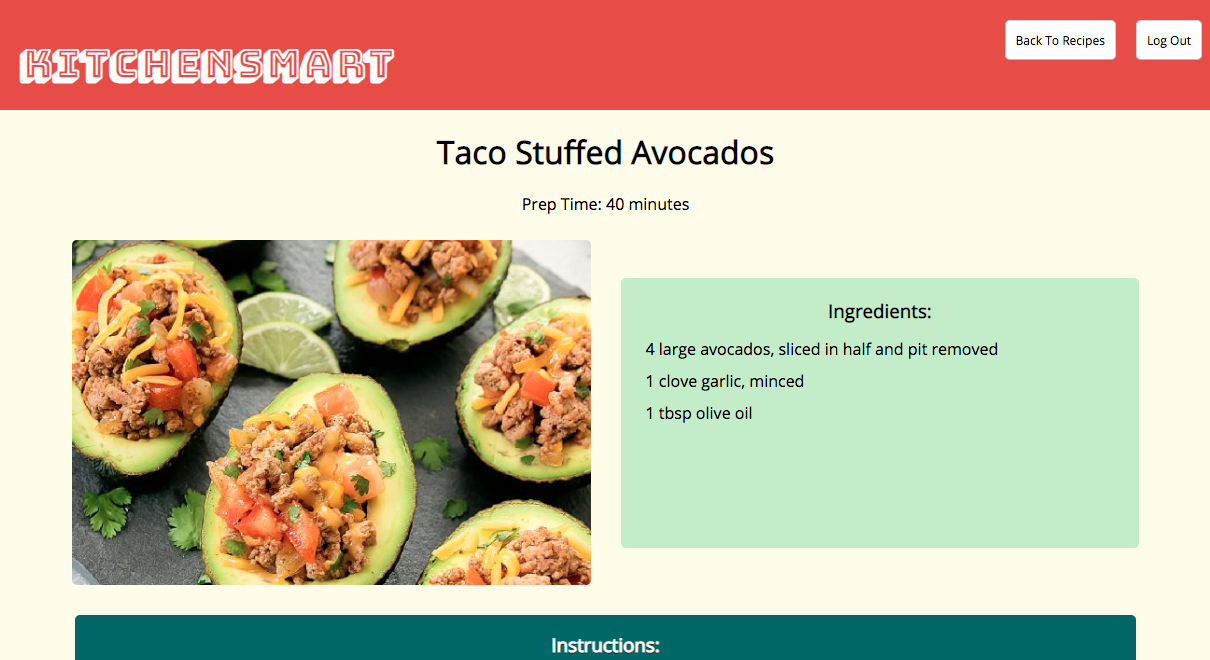 KITCHENSMART
Back To Recipes
Log Out
Taco Stuffed Avocados
Prep Time: 40 minutes
Ingredients:
4 large avocados, sliced in half and pit removed
1 clove garlic, minced
1 tbsp olive oil
Instructions: